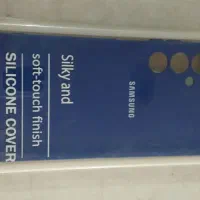 Silky and
soft-touch finish
SILICONE COVER
SAMSUNG